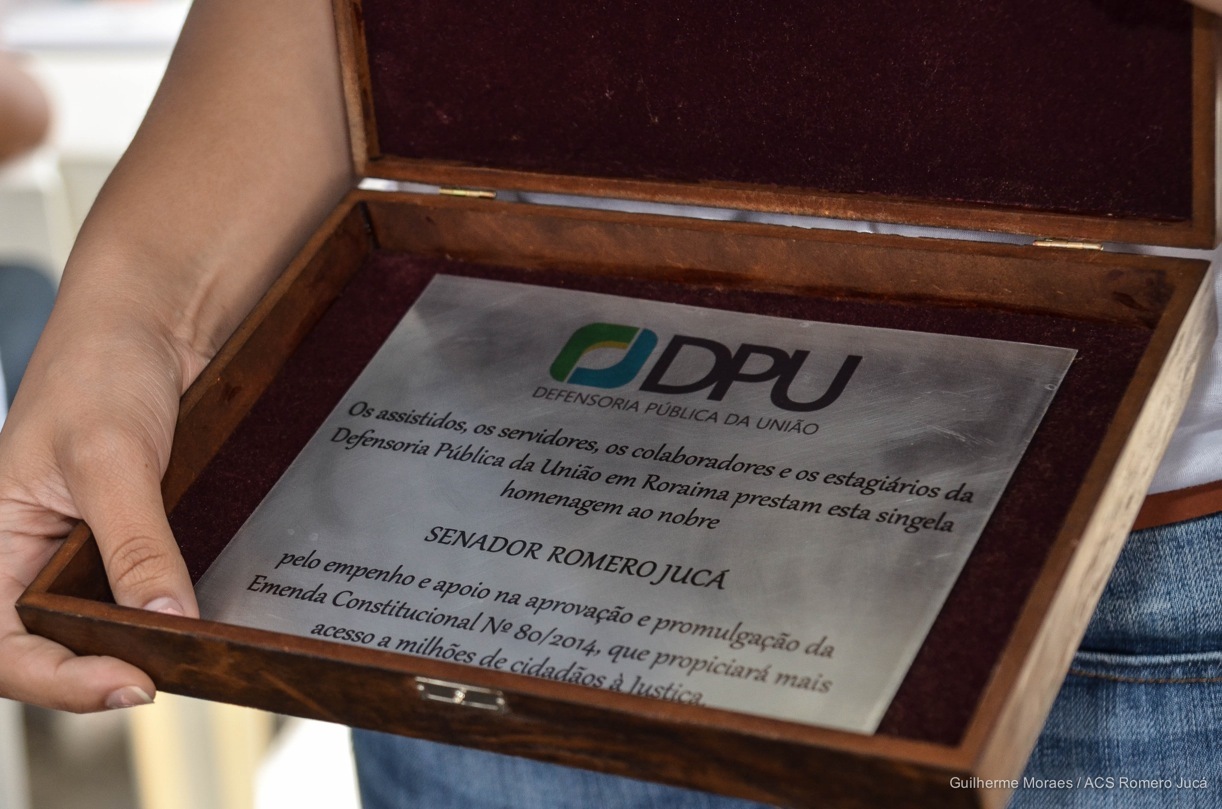 DPU
DEFENSORIA PÚBLICA DA UNIÃO
Os assistidos, os servidores, os colaboradores e os estagiários da
Defensoria Pública da União em Roraima prestam esta singela
homenagem ao nobre
SENADOR ROMERO JUCÁ
pelo empenho e apoio na aprovação e promulgação da
Emenda Constitucional Nº 80/2014, que propiciará mais
acesso a milhões de cidadãos à Justiça.
Guilherme Moraes / ACS Romero Jucá